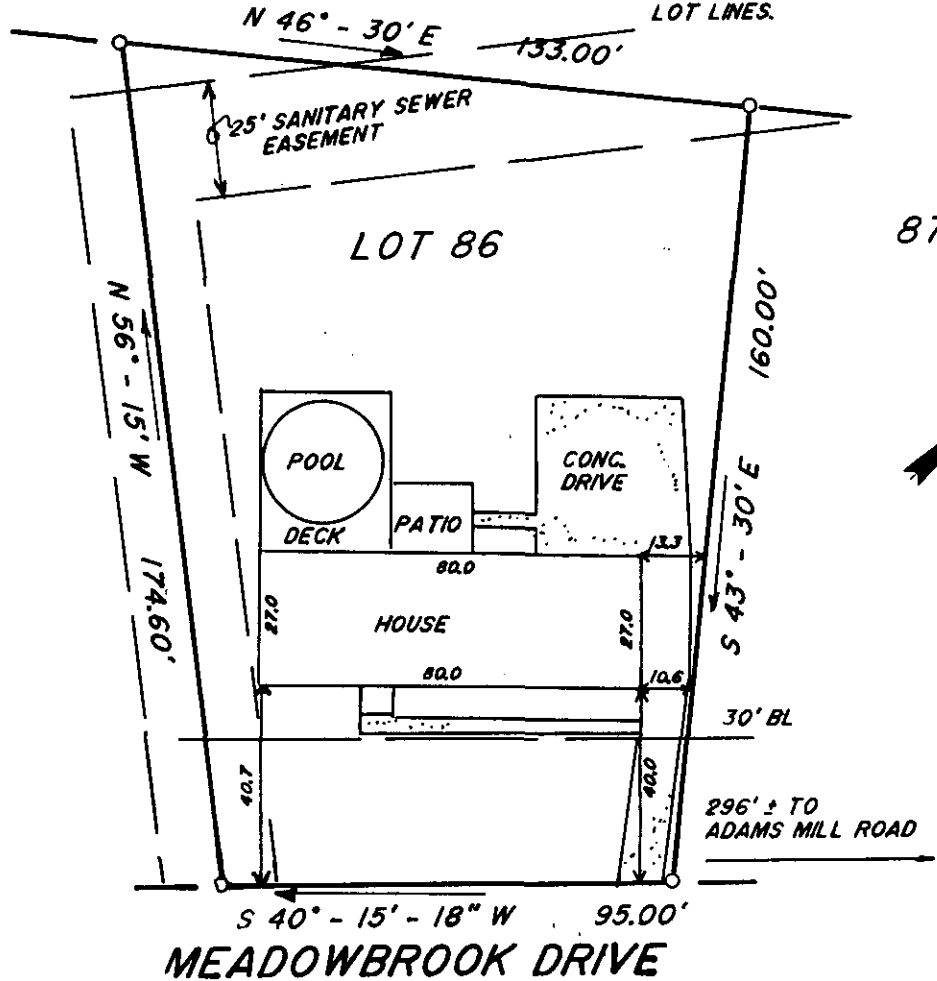 LOT LINES.
N 46° - 30' E
133.00'
25' SANITARY SEWER
EASEMENT
LOT 86
87
N 56° - 15' W
174.60'
160.00'
S 43° - 30' E
POOL
DECK
PATIO
CONC.
DRIVE
13.3
80.0
27.0
HOUSE
27.0
80.0
10.6
30' BL
40.7
40.0
296' ± TO
ADAMS MILL ROAD
S 40° - 15' - 18" W
95.00'
MEADOWBROOK DRIVE